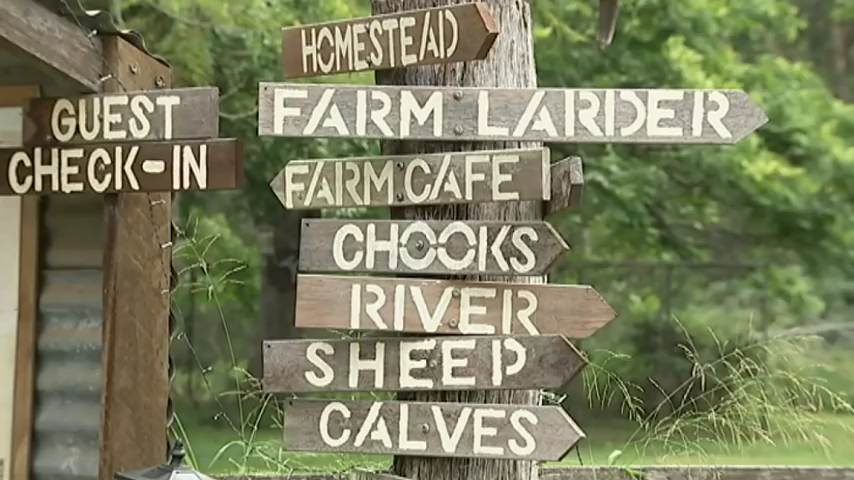 HOMESTEAD
GUEST
CHECK-IN
FARM LARDER
FARM CAFE
CHOOKS
RIVER
SHEEP
CALVES